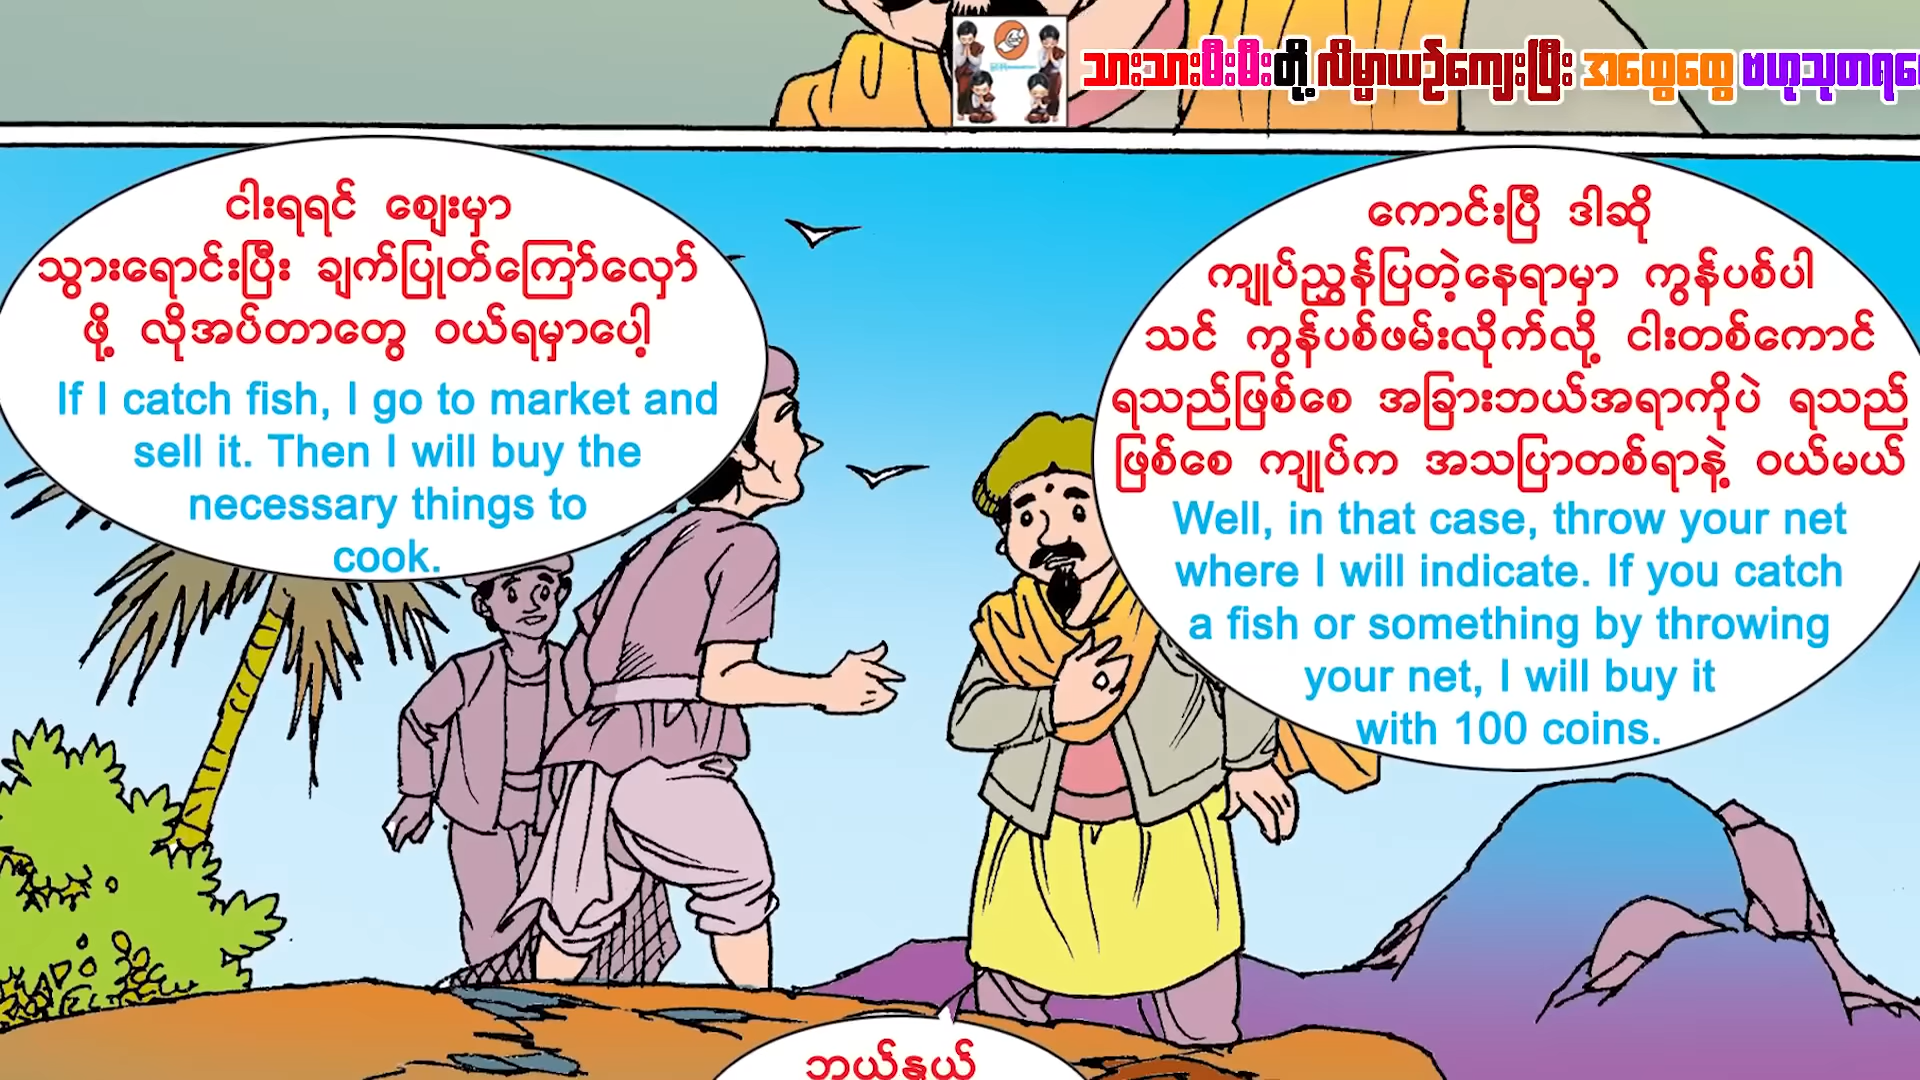 သားသားမီးမီးတို့ လိမ္မာယဉ်ကျေးပြီး အထွေထွေ ဗဟုသုတရ
ငါးရရင် ဈေးမှာ
သွားရောင်းပြီး ချက်ပြုတ်ကြော်လှော်
ဖို့ လိုအပ်တာတွေ ဝယ်ရမှာပေါ့
If I catch fish, I go to market and
sell it. Then I will buy the
necessary things to
cook.
ကောင်းပြီ ဒါဆို
ကျုပ်ညွှန်ပြတဲ့နေရာမှာ ကွန်ပစ်ပါ
သင် ကွန်ပစ်ဖမ်းလိုက်လို့ ငါးတစ်ကောင်
ရသည်ဖြစ်စေ အခြားဘယ်အရာကိုပဲ ရသည်
ဖြစ်စေ ကျုပ်က အသပြာတစ်ရာနဲ့ ဝယ်မယ်
Well, in that case, throw your net
where I will indicate. If you catch
a fish or something by throwing
your net, I will buy it
with 100 coins.
ဘယ်နှယ်